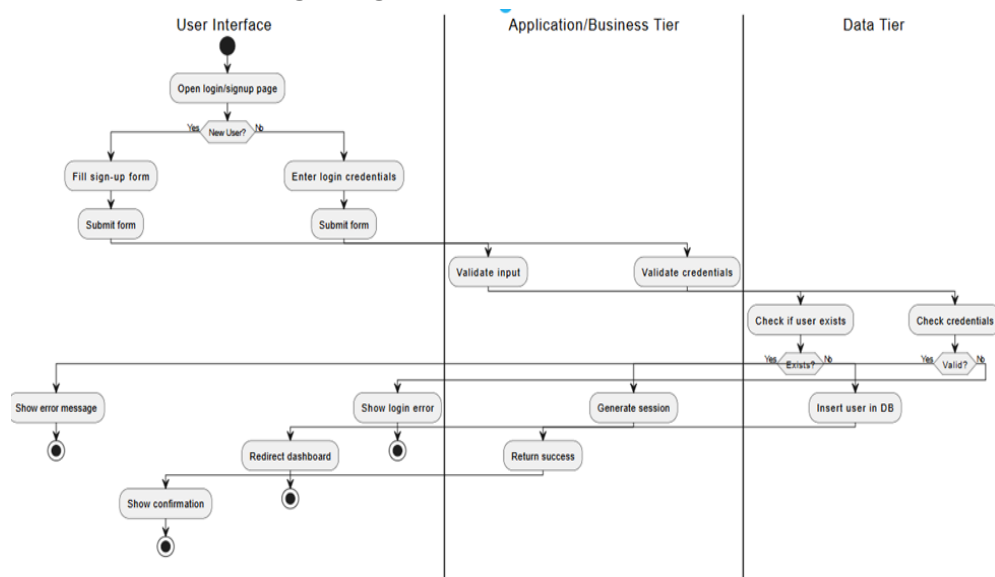 User Interface
Application/Business Tier
Data Tier
Open login/signup page
Yes
New User?
No
Fill sign-up form
Enter login credentials
Submit form
Submit form
Validate input
Validate credentials
Check if user exists
Check credentials
Yes
Exists?
No
Yes
Valid?
No
Show error message
Show login error
Generate session
Insert user in DB
Redirect dashboard
Return success
Show confirmation